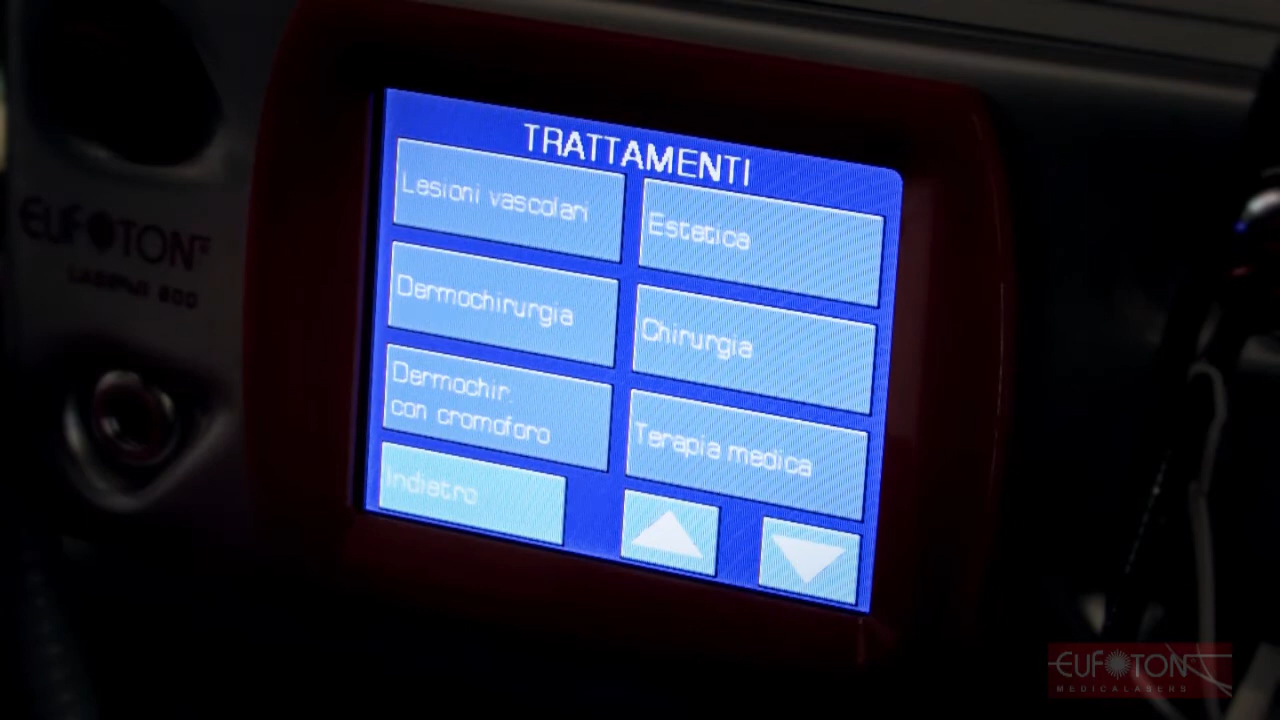 TRATTAMENTI
Lesioni vascolari
Estetica
Dermochirurgia
Chirurgia
Dermochir.
con cromoforo
Terapia medica
Indietro
EUFOTON
EUFOTON
MEDICALASERS